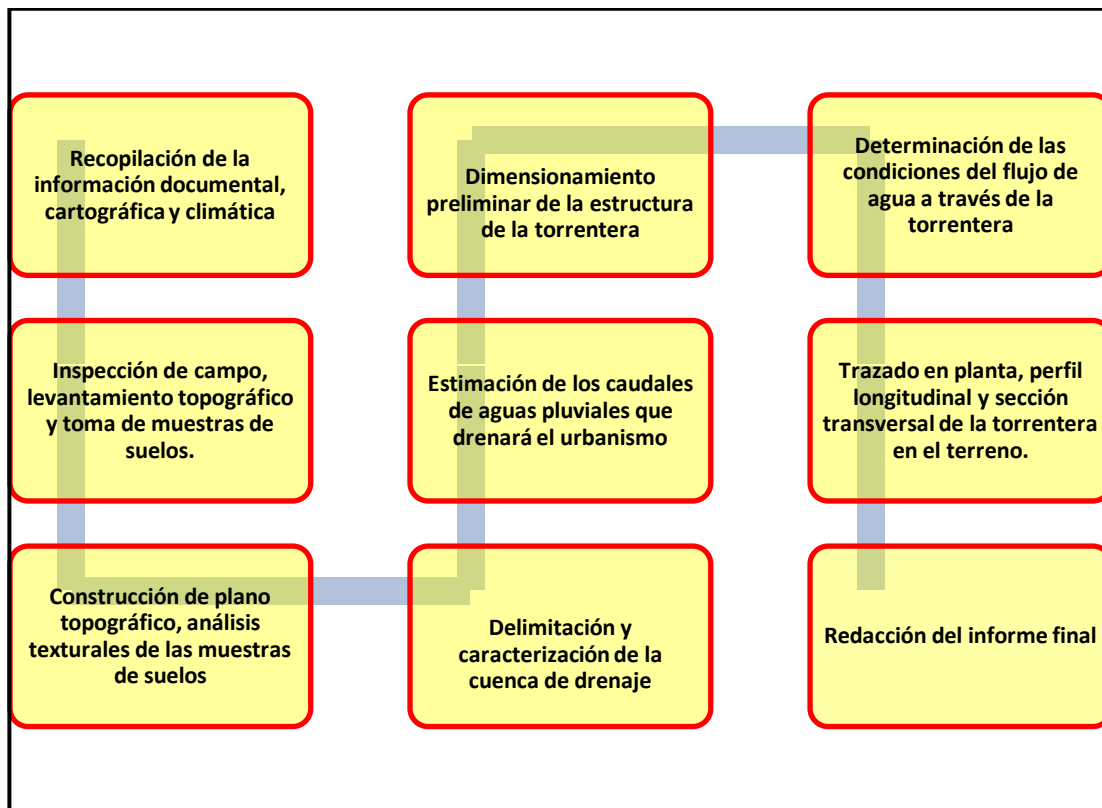 Recopilación de la
información documental,
cartográfica y climática
Inspección de campo,
levantamiento topográfico
y toma de muestras de
suelos.
Construcción de plano
topográfico, análisis
texturales de las muestras
de suelos
Delimitación y
caracterización de la
cuenca de drenaje
Estimación de los caudales
de aguas pluviales que
drenará el urbanismo
Dimensionamiento
preliminar de la estructura
de la torrentera
Determinación de las
condiciones del flujo de
agua a través de la
torrentera
Trazado en planta, perfil
longitudinal y sección
transversal de la torrentera
en el terreno.
Redacción del informe final